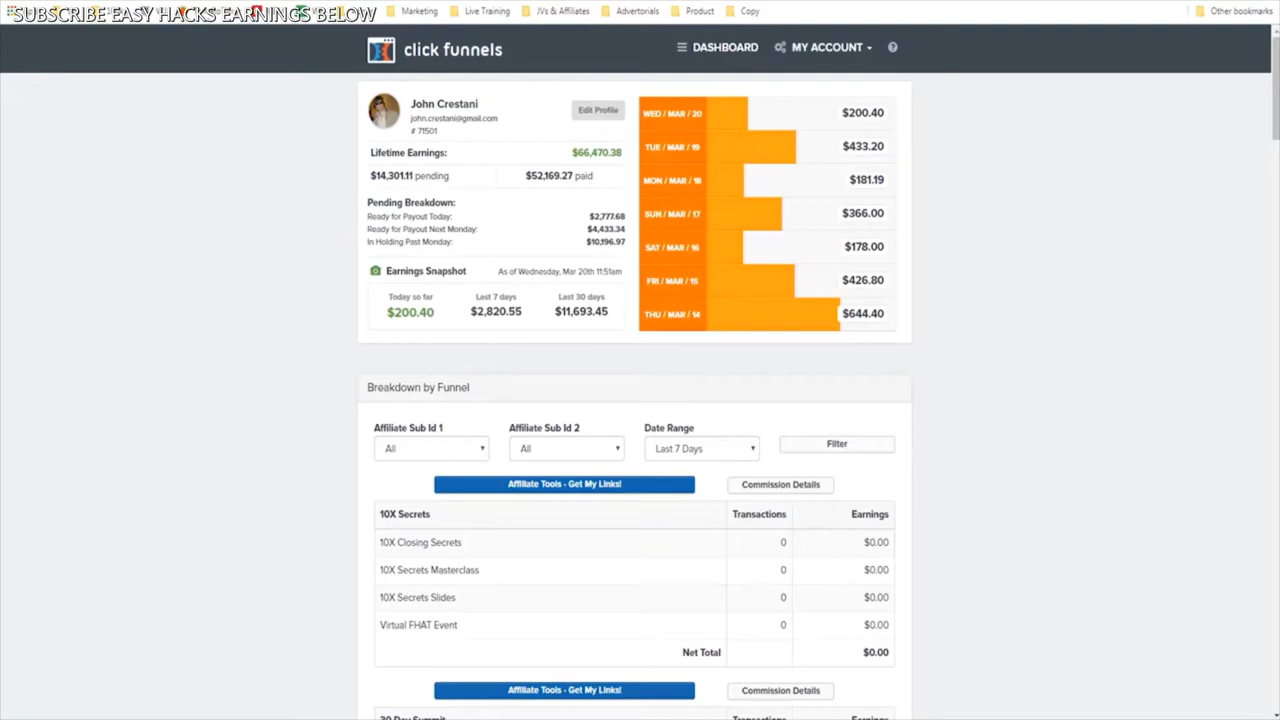 SUBSCRIBE EASY HACKS EARNINGS BELOW
Marketing
Live Training
JVs & Affiliates
Advertorials
Product
Copy
Other bookmarks
click funnels
DASHBOARD
MY ACCOUNT
John Crestani
Edit Profile
john.crestani@gmail.com
# 71501
Lifetime Earnings: $66,470.38
$14,301.11 pending $52,169.27 paid
Pending Breakdown:
Ready for Payout Today: $2,777.68
Ready for Payout Next Monday: $4,433.34
In Holding Past Monday: $10,196.97
Earnings Snapshot As of Wednesday, Mar 20th 11:51am
Today so far Last 7 days Last 30 days
$200.40 $2,820.55 $11,693.45
WED / MAR / 20 $200.40
TUE / MAR / 19 $433.20
MON / MAR / 18 $181.19
SUN / MAR / 17 $366.00
SAT / MAR / 16 $178.00
FRI / MAR / 15 $426.80
THU / MAR / 14 $644.40
Breakdown by Funnel
Affiliate Sub Id 1 Affiliate Sub Id 2 Date Range
All All Last 7 Days Filter
Affiliate Tools - Get My Links! Commission Details
10X Secrets Transactions Earnings
10X Closing Secrets 0 $0.00
10X Secrets Masterclass 0 $0.00
10X Secrets Slides 0 $0.00
Virtual FHAT Event 0 $0.00
Net Total $0.00
Affiliate Tools - Get My Links! Commission Details
30 Day Summit Transactions Earnings